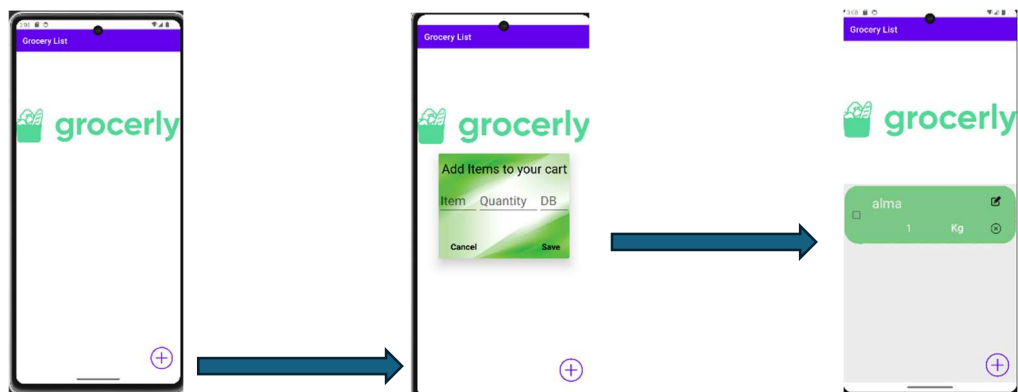 Grocery List
grocerly
Grocery List
grocerly
Add Items to your cart
Item Quantity DB
Cancel Save
Grocery List
grocerly
alma
1 Kg